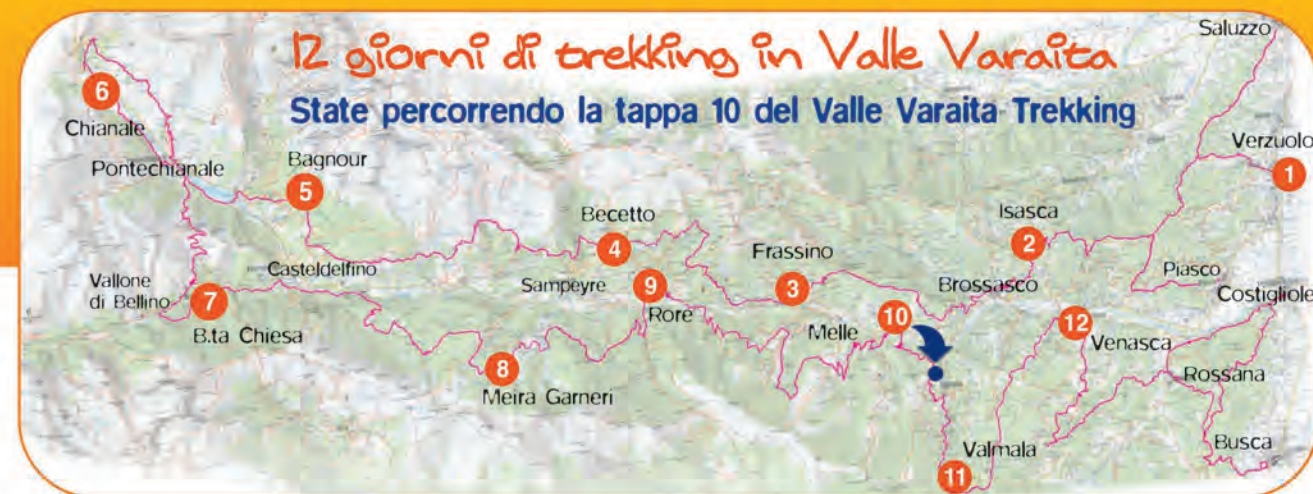 12 giorni di trekking in Valle Varaita
State percorrendo la tappa 10 del Valle Varaita Trekking
Saluzzo
6
Chianale
Verzuolo
1
Pontechianale
Bagnour
5
Becetto
4
Isasca
2
Frassino
3
Vallone
di Bellino
7
B.ta Chiesa
Casteldelfino
Sampeyre
9
Rore
Brossasco
Piasco
Costigliole
Melle
10
12
Venasca
8
Meira Garneri
Rossana
Valmala
11
Busca